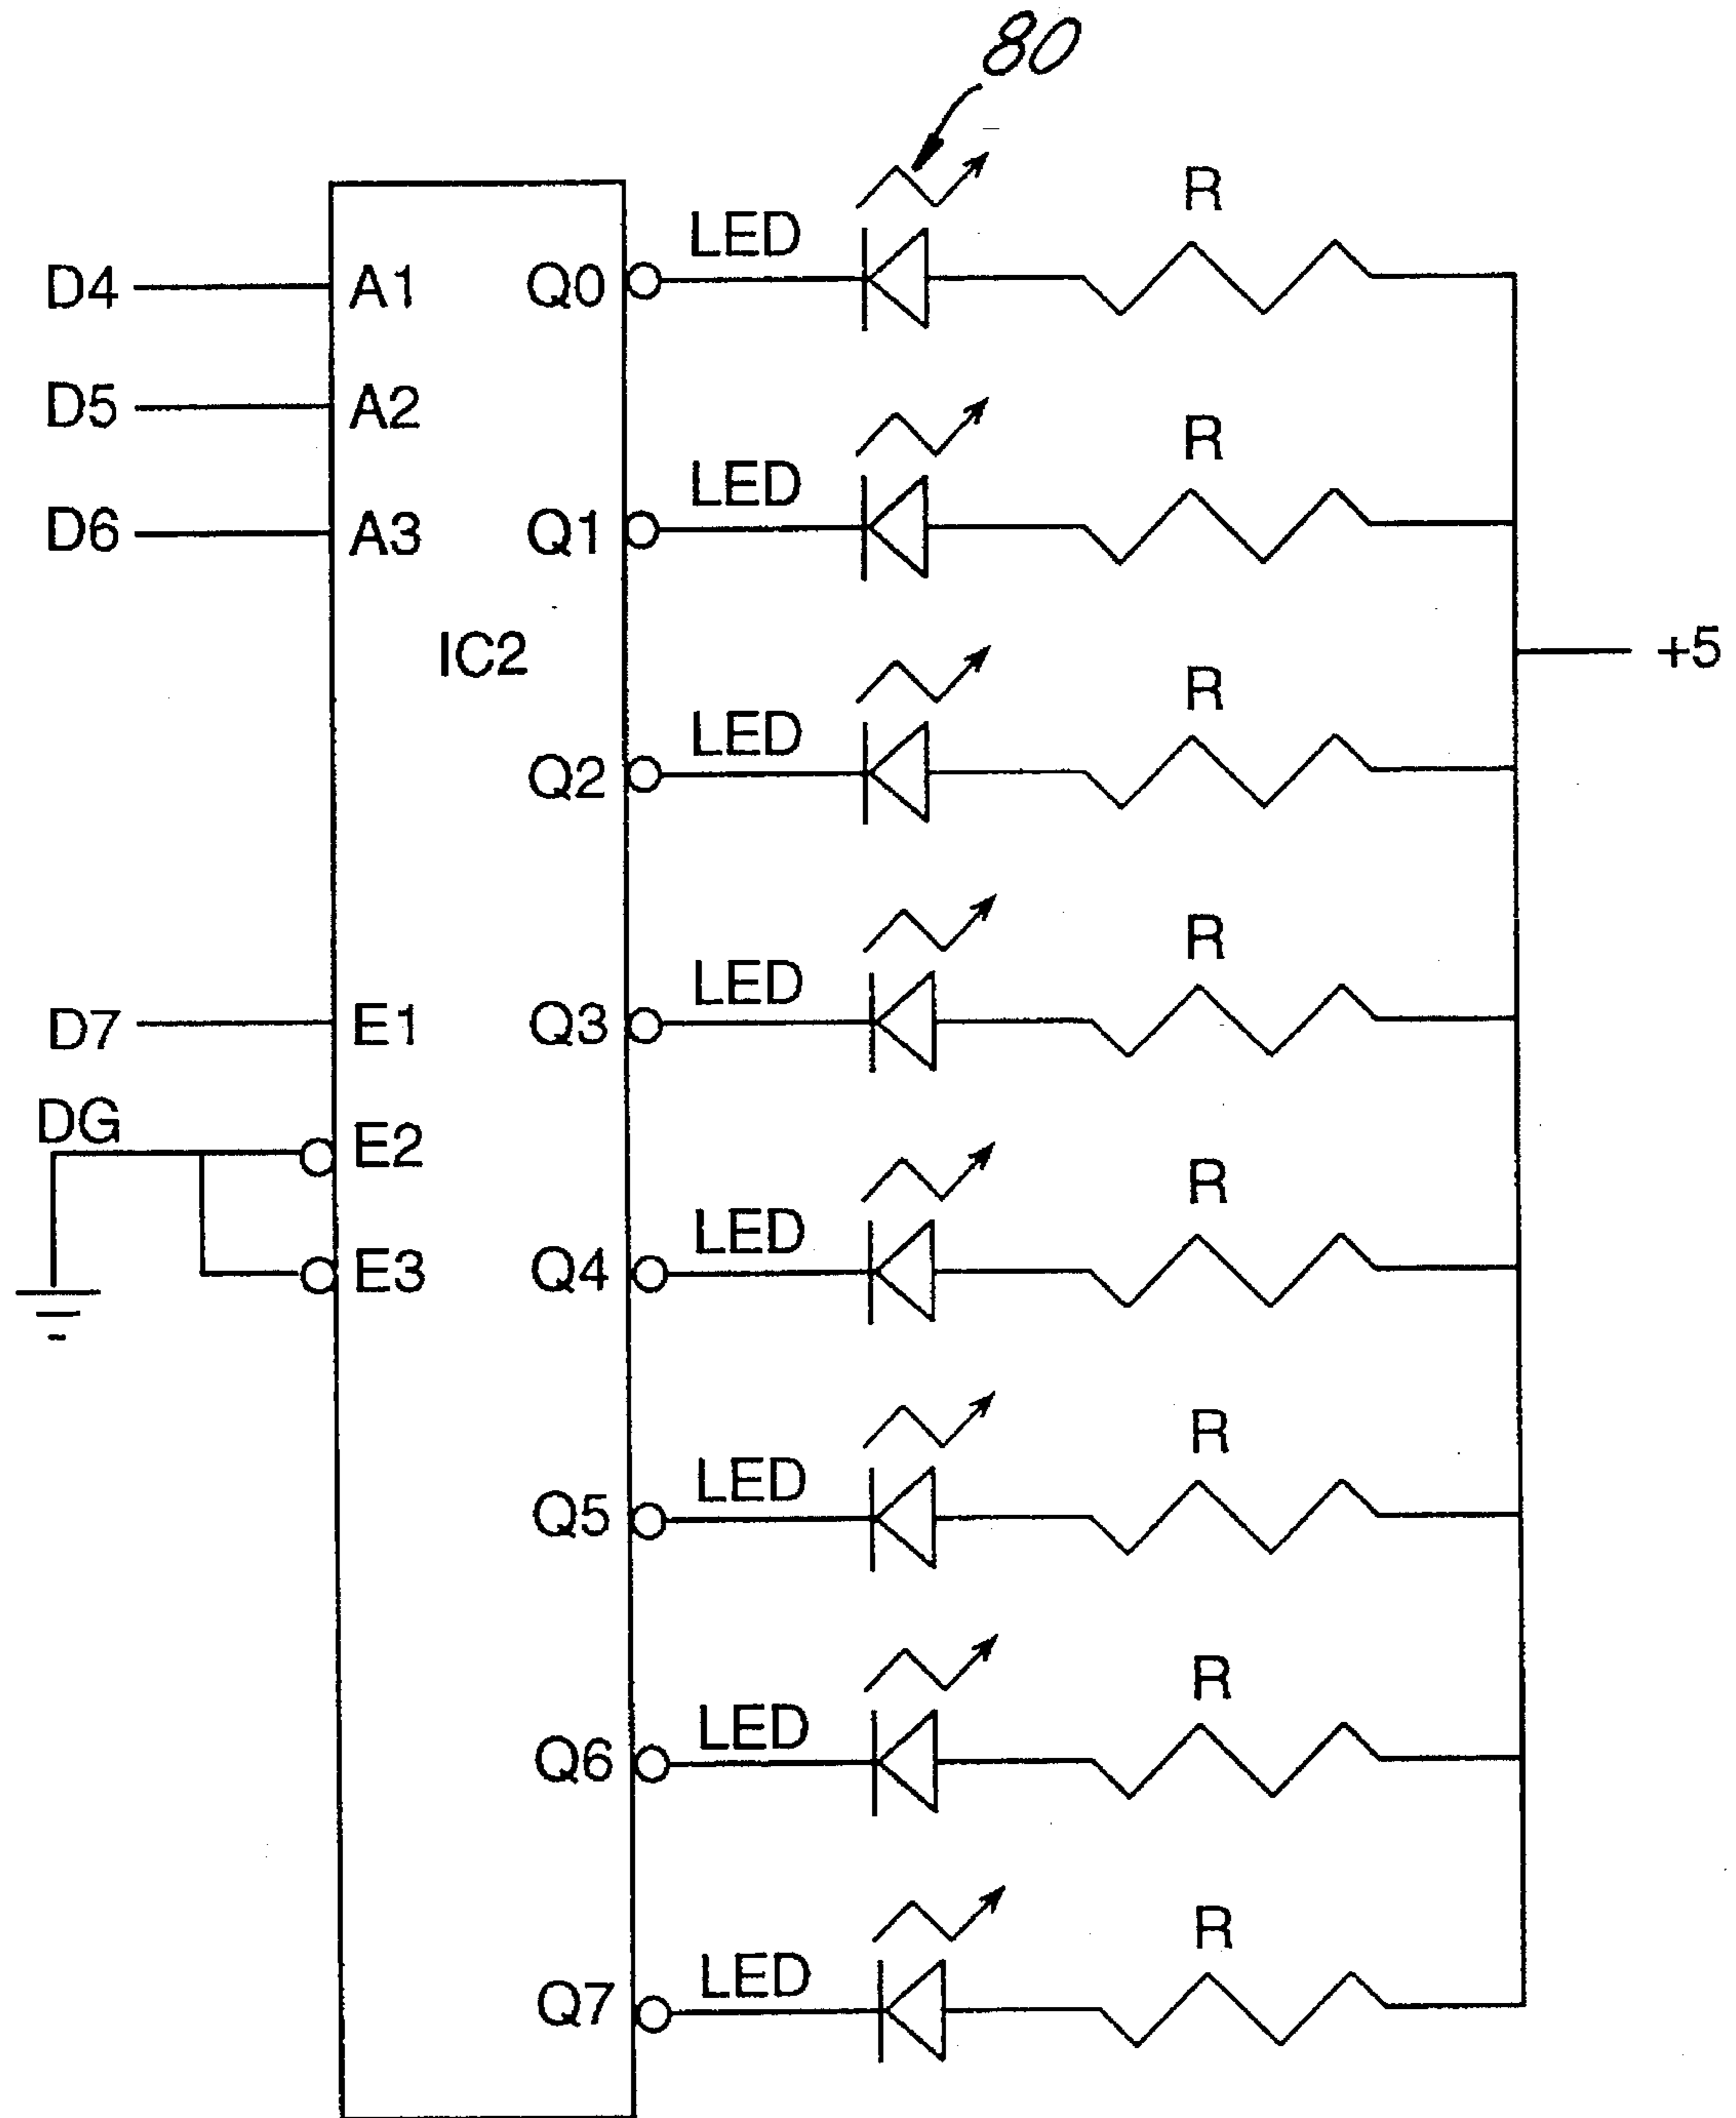 80
LED R
D4 A1 Q0
D5 A2
LED R
D6 A3 Q1
IC2 +5
LED R
Q2
LED R
D7 E1 Q3
DG E2
LED R
E3 Q4
LED R
Q5
LED R
Q6
LED R
Q7